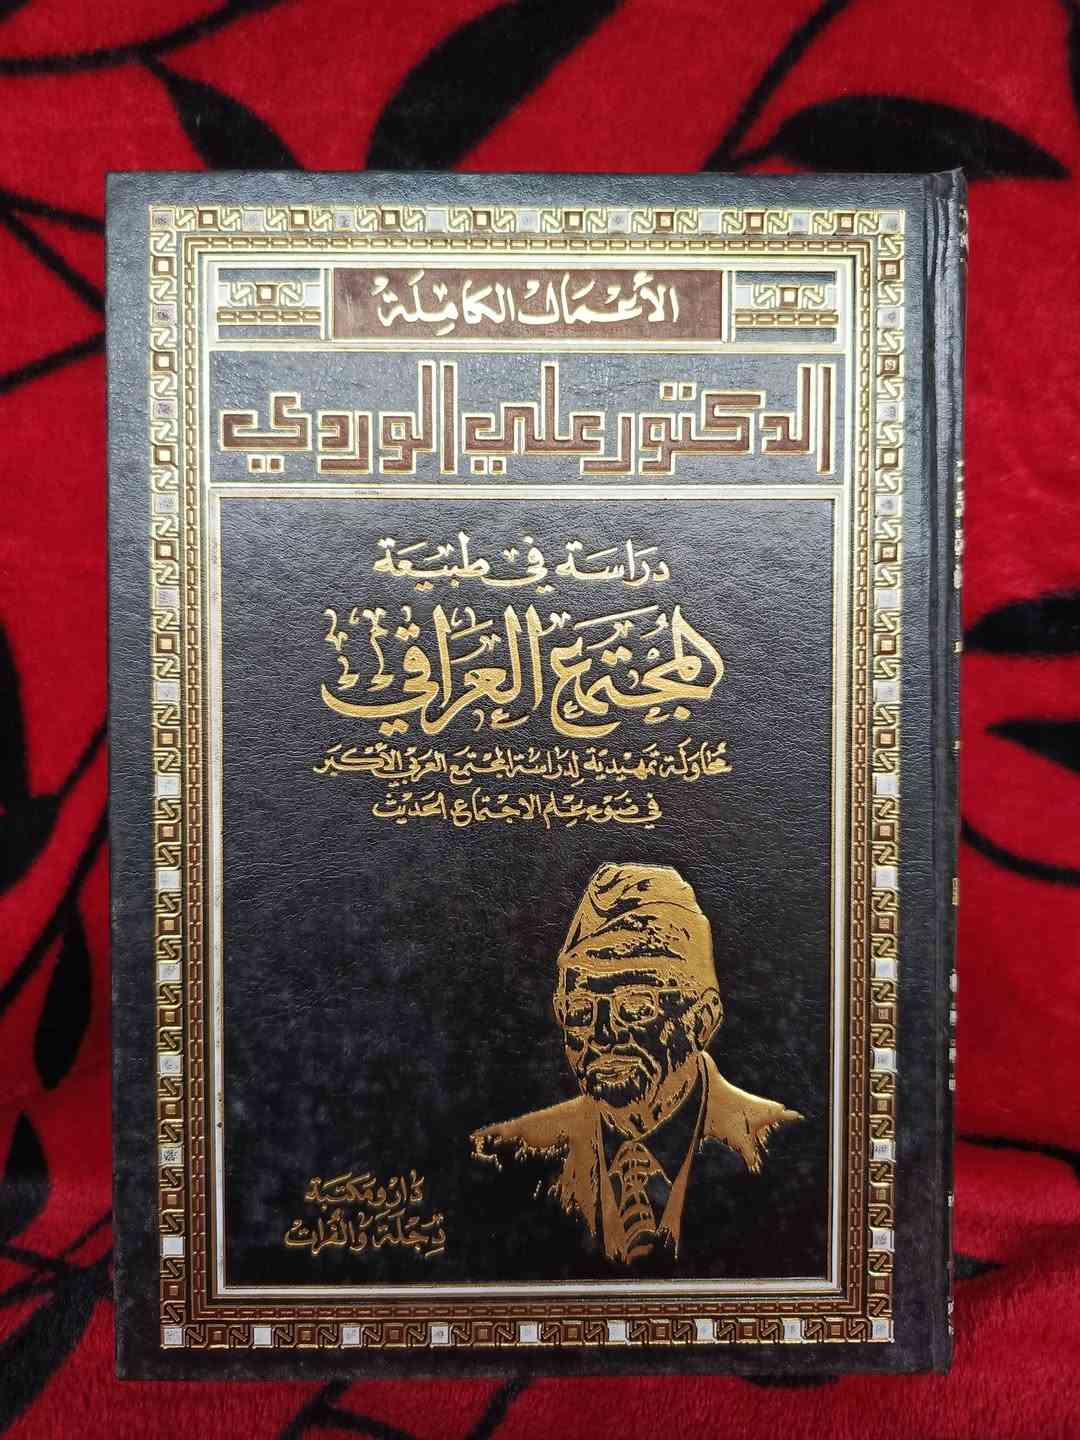 الأعمال الكاملة
الدكتور علي الوردي
دراسة في طبيعة
المجتمع العراقي
محاولة تمهيدية لدراسة المجتمع العربي الأكبر
في ضوء علم الاجتماع الحديث
دار ومكتبة
دجلة والفرات